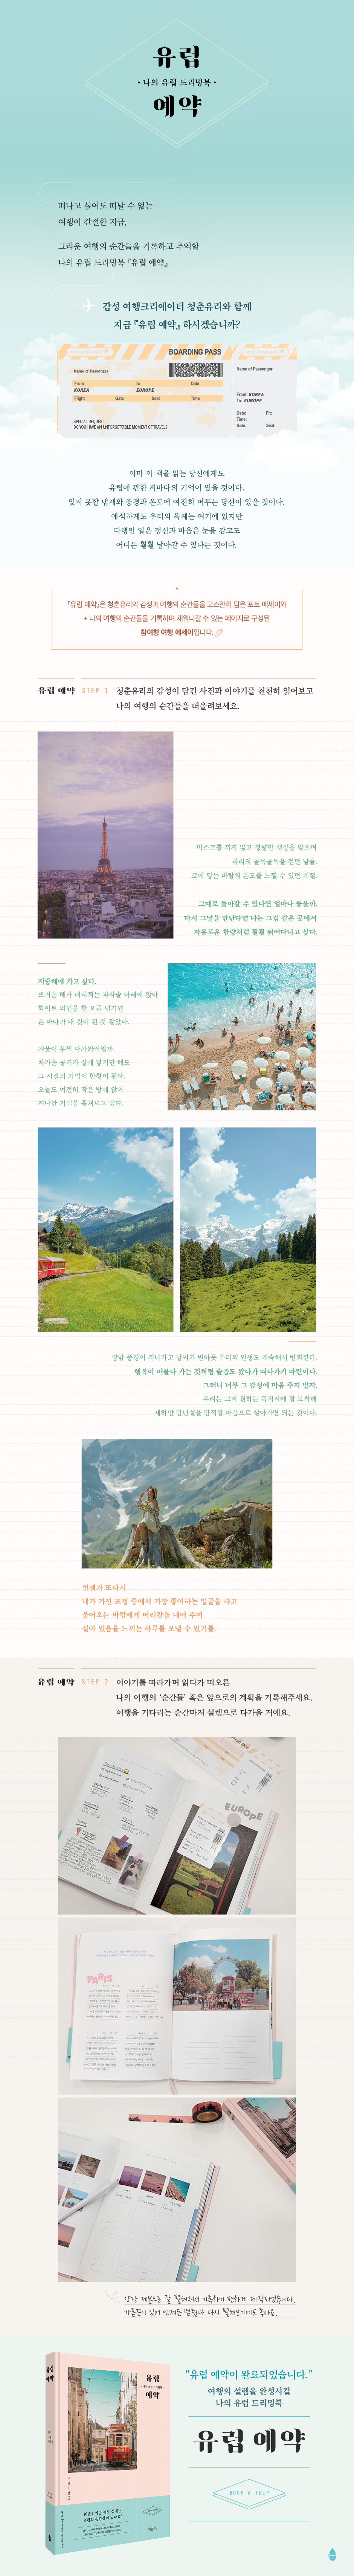 유럽
• 나의 유럽 드리밍북 •
예약
떠나고 싶어도 떠날 수 없는
여행이 간절한 지금,
그리운 여행의 순간들을 기록하고 추억할
나의 유럽 드리밍북 『유럽 예약』
감성 여행크리에이터 청춘유리와 함께
지금 『유럽 예약』 하시겠습니까?
BOARDING PASS
Name of Passenger
From
To
Date
KOREA
EUROPE
Flight
Gate
Seat
Time
SPECIAL REQUEST
DO YOU HAVE AN UNFORGETTABLE MOMENT OF TRAVEL?
Name of Passenger
From: KOREA
To: EUROPE
Date:
Flt:
Time:
Gate:
Seat:
아마 이 책을 읽는 당신에게도
유럽에 관한 저마다의 기억이 있을 것이다.
잊지 못할 냄새와 풍경과 온도에 여전히 머무는 당신이 있을 것이다.
애석하게도 우리의 육체는 여기에 있지만
다행인 일은 정신과 마음은 눈을 감고도
어디든 훨훨 날아갈 수 있다는 것이다.
『유럽 예약』은 청춘유리의 감성과 여행의 순간들을 고스란히 담은 포토 에세이와
+ 나의 여행의 순간들을 기록하며 채워나갈 수 있는 페이지로 구성된
참여형 여행 에세이입니다.
유럽 예약 STEP 1 청춘유리의 감성이 담긴 사진과 이야기를 천천히 읽어보고
나의 여행의 순간들을 떠올려보세요.
마스크를 끼지 않고 청량한 햇살을 맞으며
파리의 골목골목을 걷던 날들.
코에 닿는 바람의 온도를 느낄 수 있던 계절.
그때로 돌아갈 수 있다면 얼마나 좋을까.
다시 그날을 만난다면 나는 그림 같은 곳에서
자유로운 한량처럼 훨훨 뛰어다니고 싶다.
지중해에 가고 싶다.
뜨거운 해가 내리쬐는 파라솔 아래에 앉아
화이트 와인을 한 모금 넘기면
온 바다가 내 것이 된 것 같았다.
겨울이 부쩍 다가와서일까.
차가운 공기가 살에 닿기만 해도
그 시절의 기억이 한창이 된다.
오늘도 여전히 작은 방에 앉아
지나간 기억을 훔쳐보고 있다.
창밖 풍경이 지나가고 날씨가 변하듯 우리의 인생도 계속해서 변화한다.
행복이 머물다 가는 것처럼 슬픔도 왔다가 떠나가기 마련이다.
그러니 너무 그 감정에 마음 주지 말자.
우리는 그저 원하는 목적지에 잘 도착해
새하얀 만년설을 만끽할 마음으로 살아가면 되는 것이다.
언젠가 또다시
내가 가진 표정 중에서 가장 좋아하는 얼굴을 하고
불어오는 바람에게 머리칼을 내어 주며
살아 있음을 느끼는 하루를 보낼 수 있기를.
유럽 예약 STEP 2 이야기를 따라가며 읽다가 떠오른
나의 여행의 '순간들' 혹은 앞으로의 계획을 기록해주세요.
여행을 기다리는 순간까지 설렘으로 다가올 거예요.
EUROPE
PARIS
양장 제본으로 잘 펼쳐져서 기록하기 편하게 제작되었습니다.
가름끈이 있어 언제든 멈췄다 다시 펼쳐보기에도 좋아요.
유럽
예약
유럽
예약
“유럽 예약이 완료되었습니다.”
여행의 설렘을 완성시킬
나의 유럽 드리밍북
유럽 예약
BOOK A TRIP